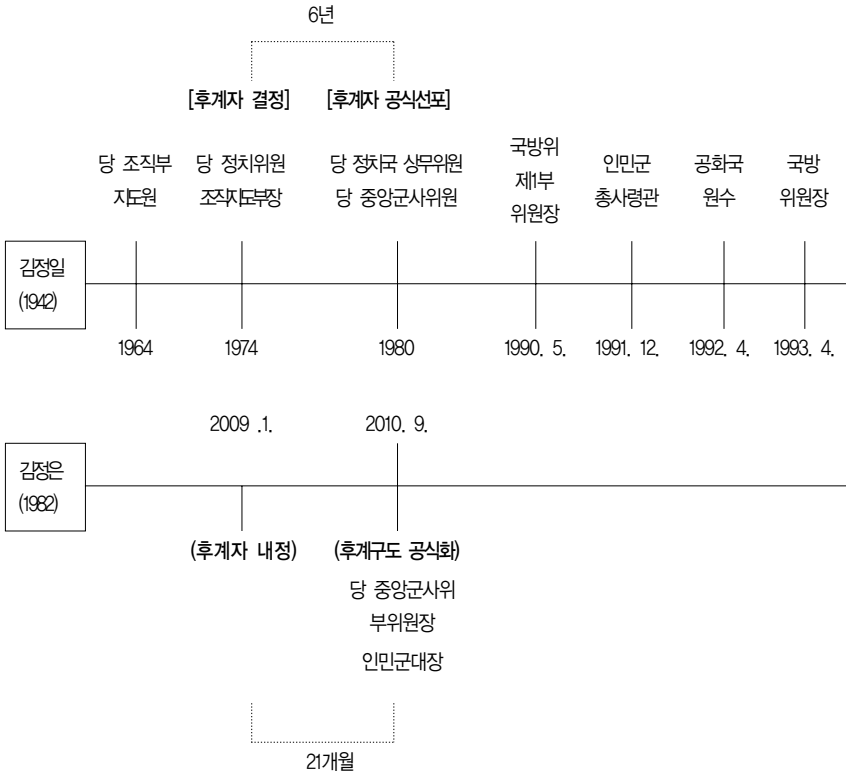 6년
[후계자 결정] [후계자 공식선포]
당 조직부
지도원
당 정치위원
조직지도부장
당 정치국 상무위원
당 중앙군사위원
국방위
제1부
위원장
인민군
총사령관
공화국
원수
국방
위원장
김정일
(1942)
1964 1974 1980 1990. 5. 1991. 12. 1992. 4. 1993. 4.
2009 .1. 2010. 9.
김정은
(1982)
(후계자 내정) (후계구도 공식화)
당 중앙군사위
부위원장
인민군대장
21개월